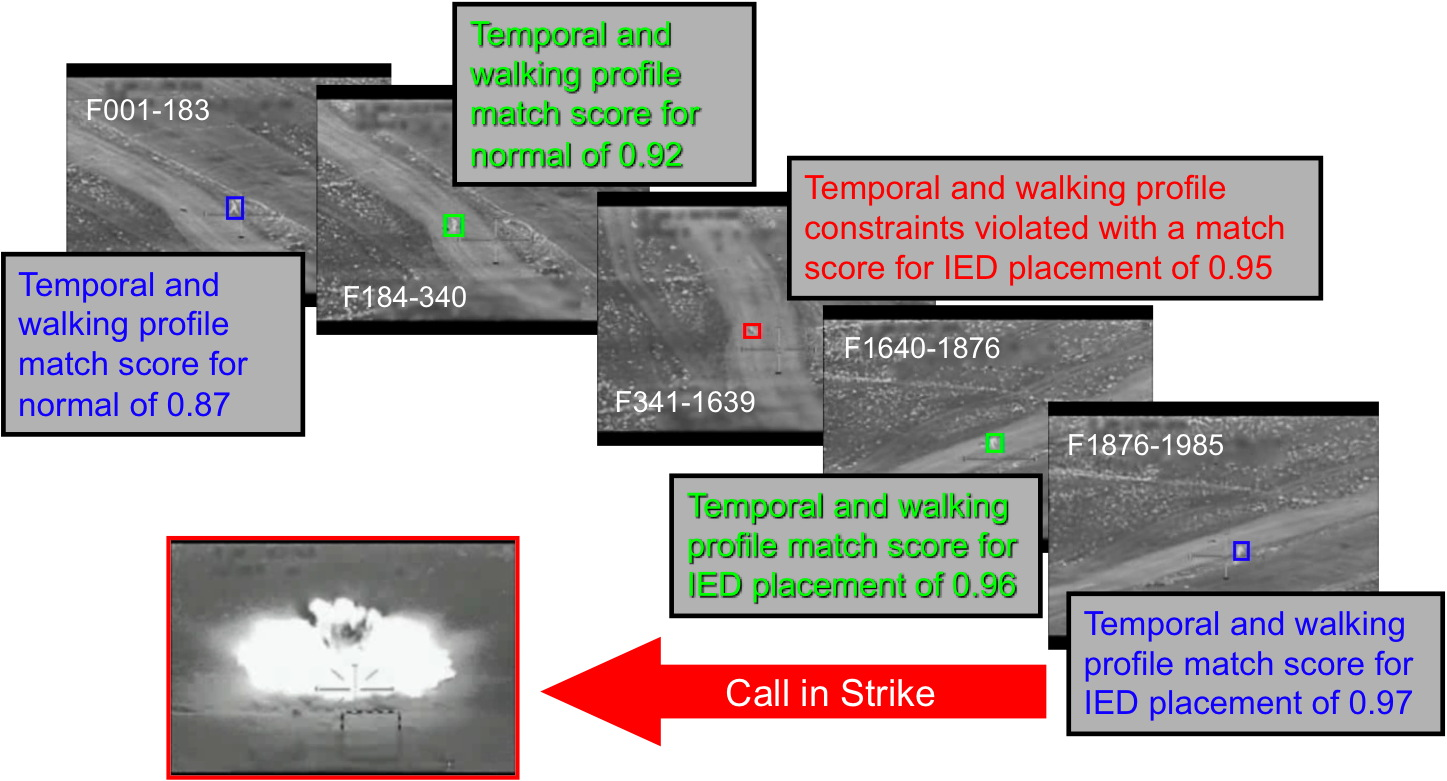 F001-183
Temporal and
walking profile
match score for
normal of 0.87
Temporal and
walking profile
match score for
normal of 0.92
F184-340
Temporal and walking profile
constraints violated with a match
score for IED placement of 0.95
F341-1639
F1640-1876
Temporal and walking
profile match score for
IED placement of 0.96
F1876-1985
Temporal and walking
profile match score for
IED placement of 0.97
Call in Strike